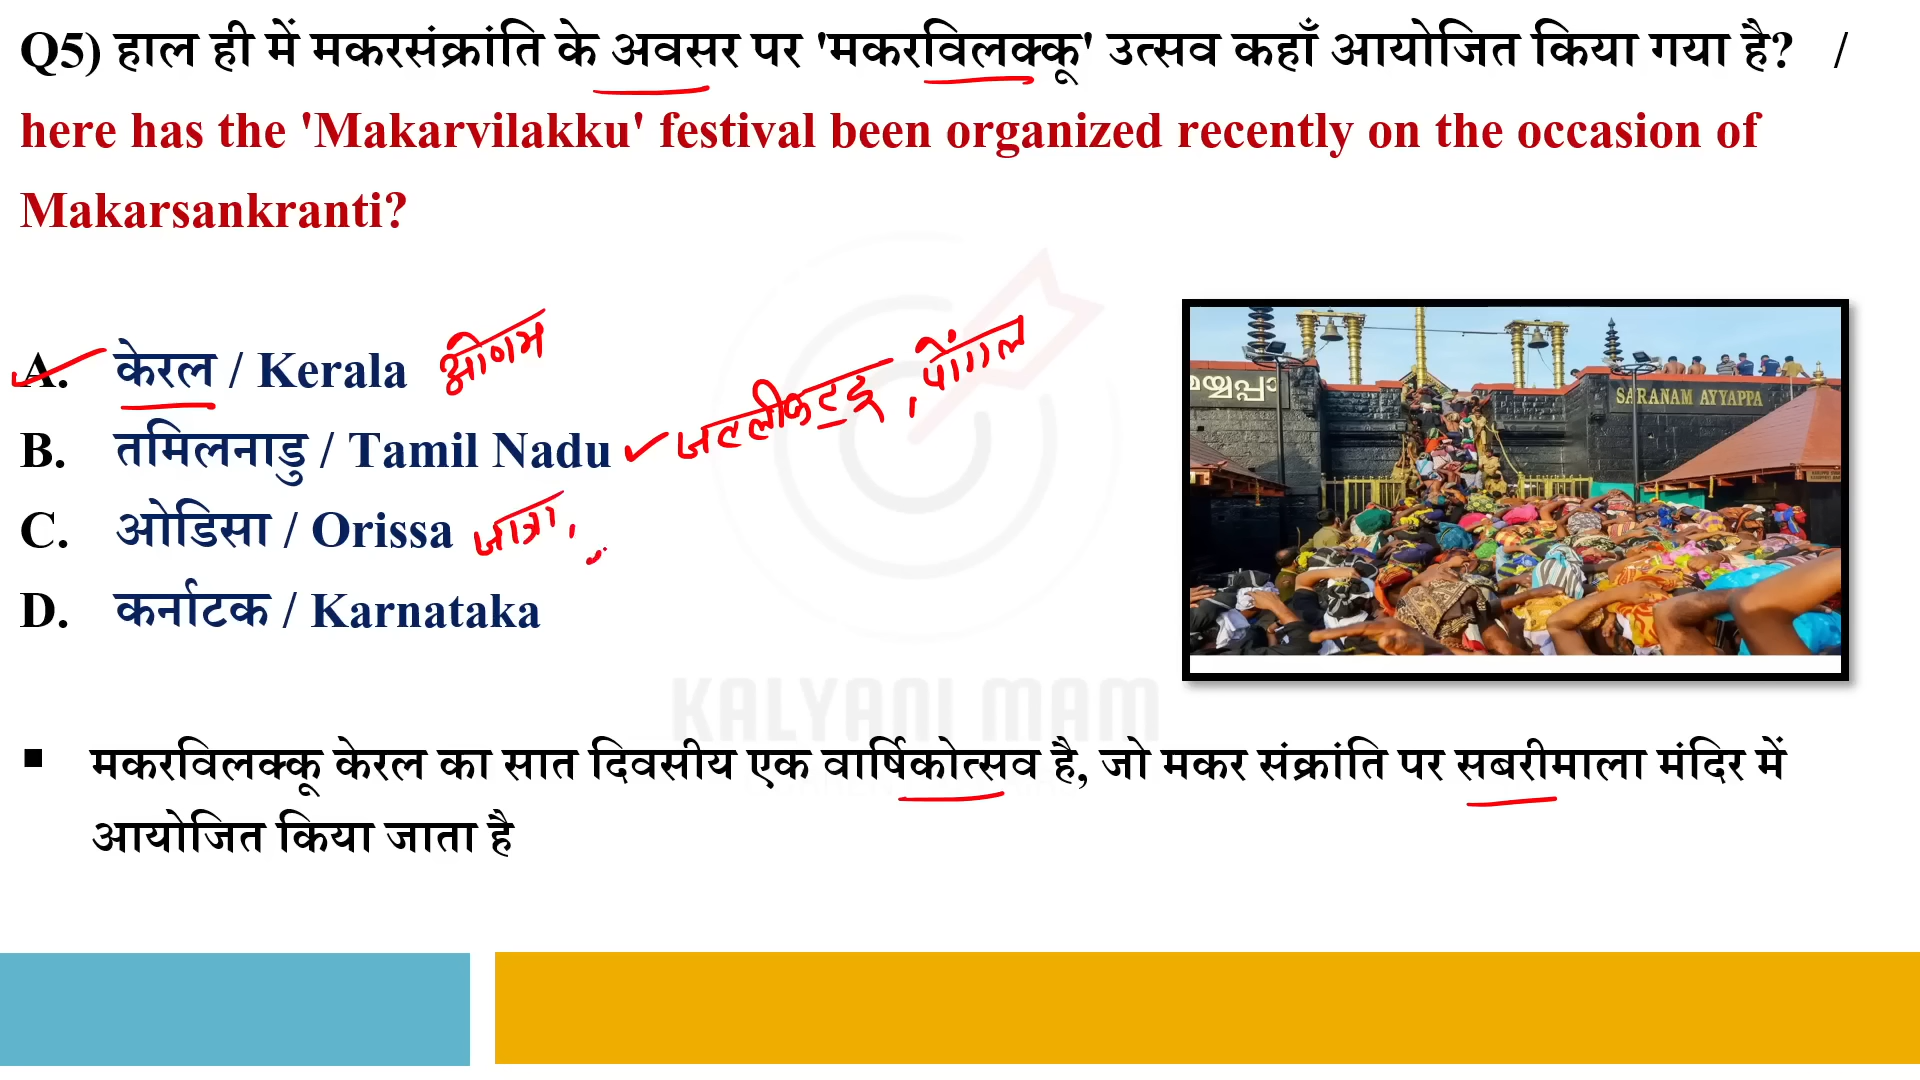 Q5) हाल ही में मकरसंक्रांति के अवसर पर 'मकरविलक्कू' उत्सव कहाँ आयोजित किया गया है? /
here has the 'Makarvilakku' festival been organized recently on the occasion of
Makarsankranti?
A. केरल / Kerala ओणम
B. तमिलनाडु / Tamil Nadu जल्लीकट्टू, पोंगल
C. ओडिसा / Orissa जात्रा,
D. कर्नाटक / Karnataka
മയ്യപ്പാ
SARANAM AYYAPPA
KALYANI MAM
▪ मकरविलक्कू केरल का सात दिवसीय एक वार्षिकोत्सव है, जो मकर संक्रांति पर सबरीमाला मंदिर में
आयोजित किया जाता है